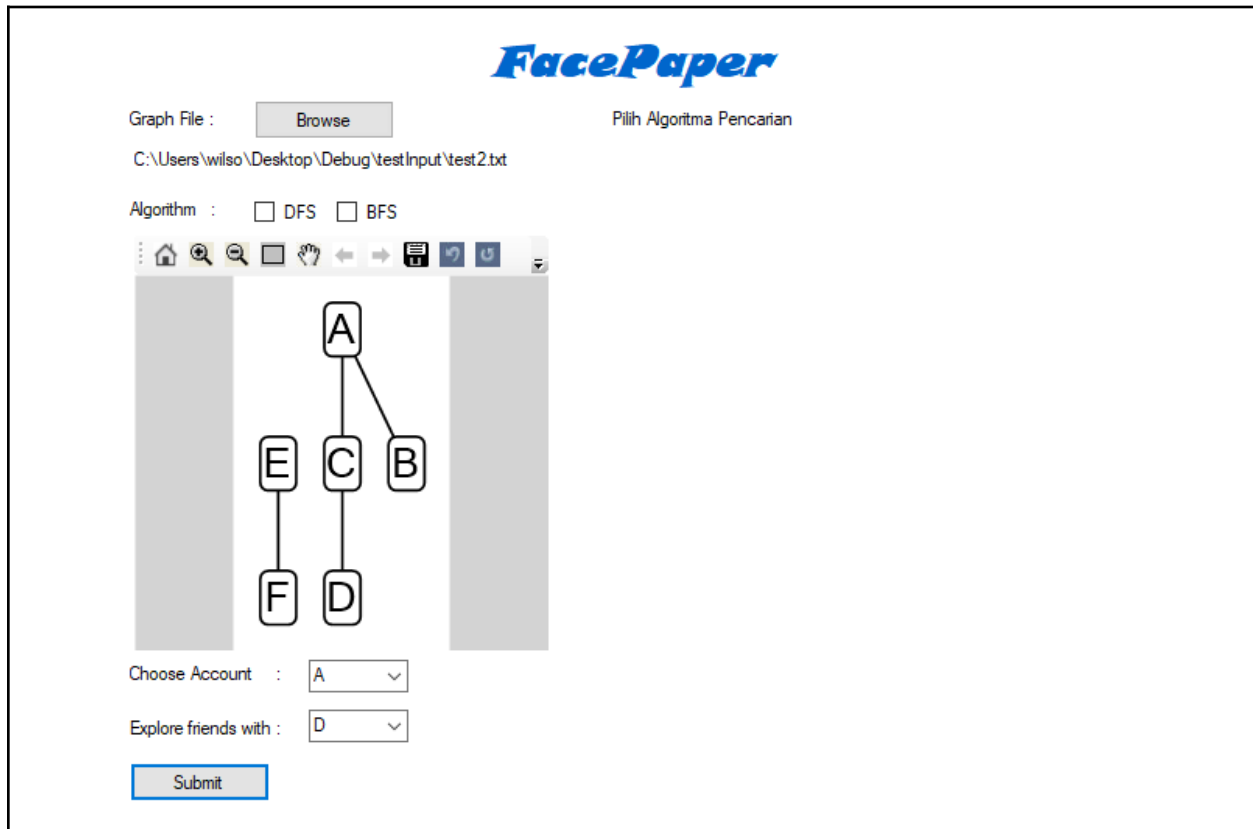 FacePaper
Graph File : Browse Pilih Algoritma Pencarian
C:\Users\wilso\Desktop\Debug\testInput\test2.txt
Algorithm : DFS BFS
A
E C B
F D
Choose Account : A
Explore friends with : D
Submit